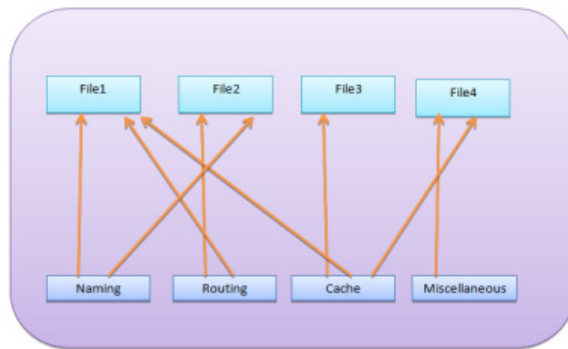 File1
File2
File3
File4
Naming
Routing
Cache
Miscellaneous